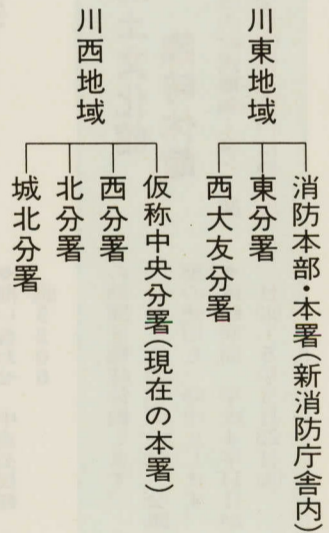 川東地域
消防本部・本署(新消防庁舎内)
東分署
西大友分署
川西地域
仮称中央分署(現在の本署)
西分署
北分署
城北分署